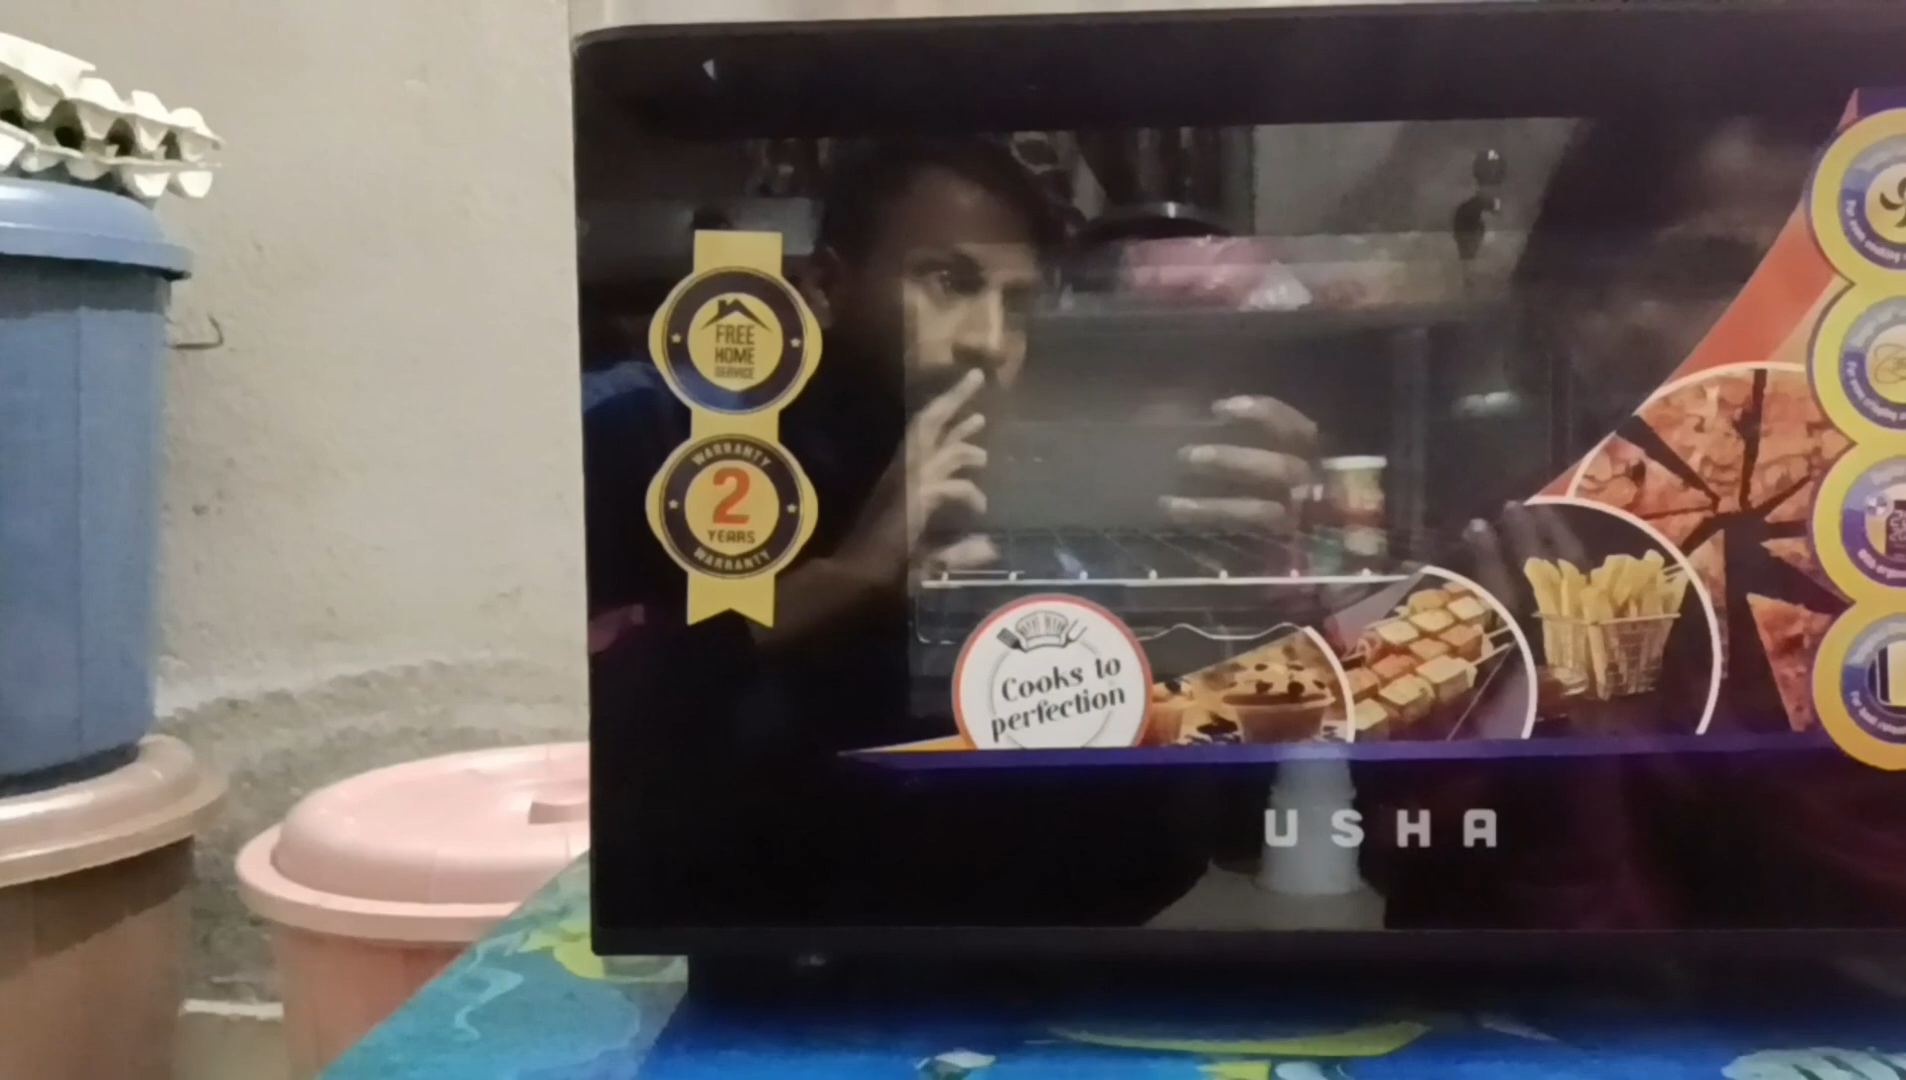 FREE
HOME
SERVICE
WARRANTY
2
YEARS
WARRANTY
Cooks to
perfection
USHA